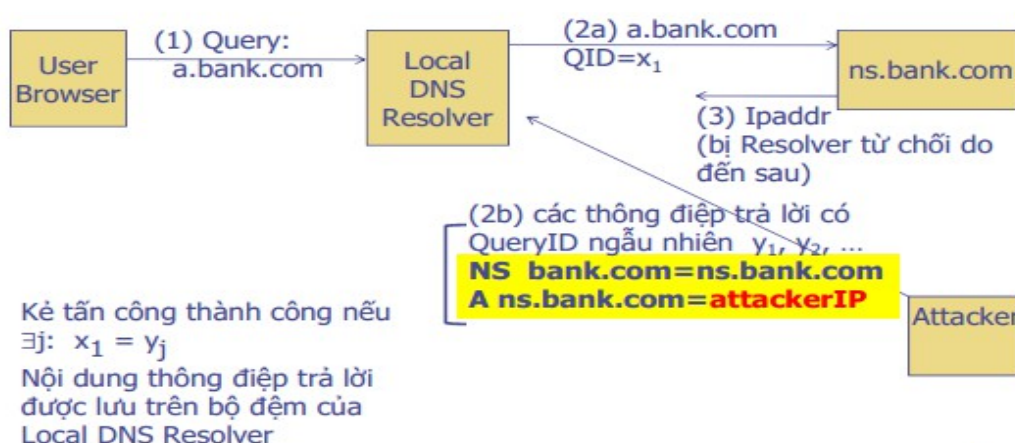 (1) Query:
a.bank.com
User
Browser
Local
DNS
Resolver
(2a) a.bank.com
QID=x₁
ns.bank.com
(3) Ipaddr
(bị Resolver từ chối do
đến sau)
(2b) các thông điệp trả lời có
QueryID ngẫu nhiên y₁, y₂, ...
NS bank.com=ns.bank.com
A ns.bank.com=attackerIP
Attacker
Kẻ tấn công thành công nếu
∃j: x₁ = yⱼ
Nội dung thông điệp trả lời
được lưu trên bộ đệm của
Local DNS Resolver